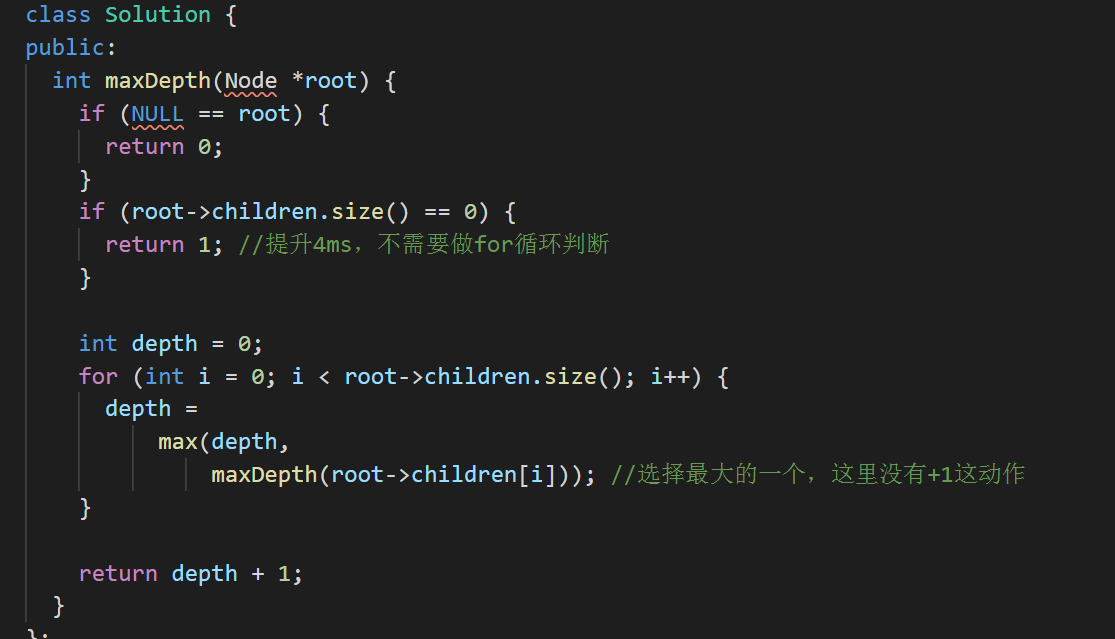 class Solution {
public:
  int maxDepth(Node *root) {
    if (NULL == root) {
      return 0;
    }
    if (root->children.size() == 0) {
      return 1; //提升4ms，不需要做for循环判断
    }

    int depth = 0;
    for (int i = 0; i < root->children.size(); i++) {
      depth =
          max(depth,
              maxDepth(root->children[i])); //选择最大的一个，这里没有+1这动作
    }

    return depth + 1;
  }
};